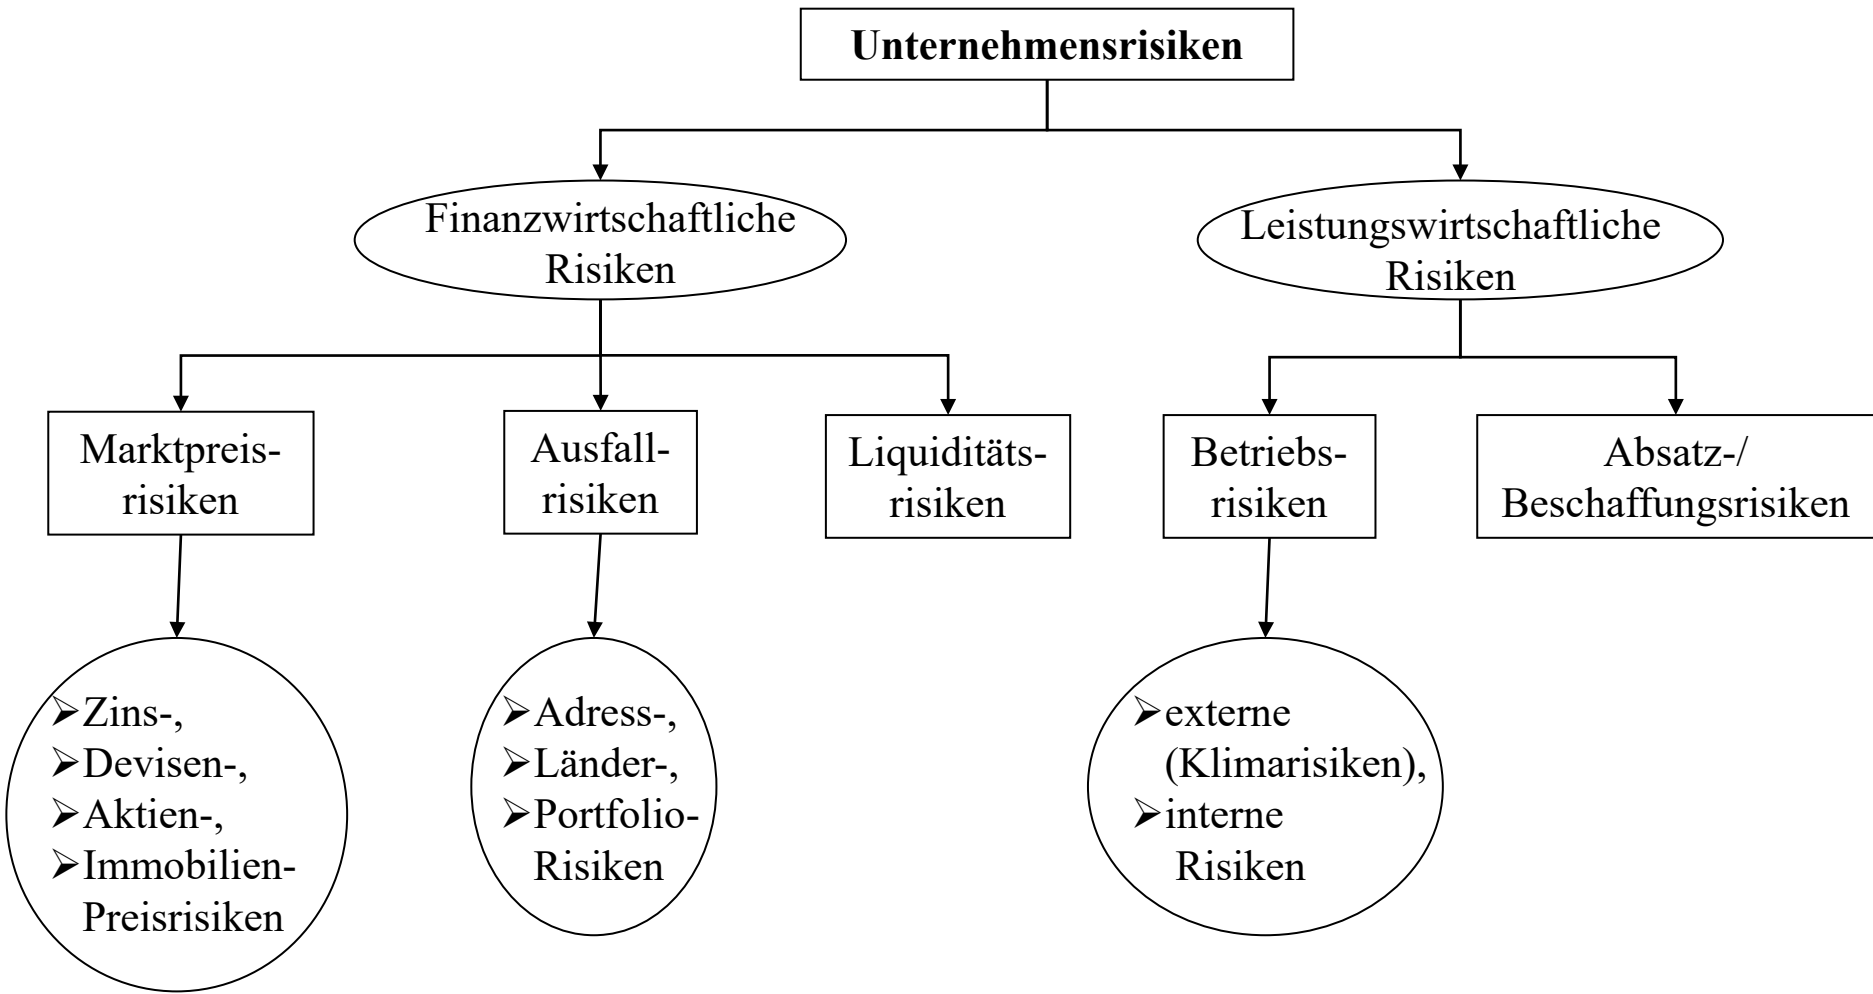 Unternehmensrisiken
Finanzwirtschaftliche
Risiken
Leistungswirtschaftliche
Risiken
Marktpreis-
risiken
Ausfall-
risiken
Liquiditäts-
risiken
Betriebs-
risiken
Absatz-/
Beschaffungsrisiken
➢Zins-,
➢Devisen-,
➢Aktien-,
➢Immobilien-
Preisrisiken
➢Adress-,
➢Länder-,
➢Portfolio-
Risiken
➢externe
(Klimarisiken),
➢interne
Risiken